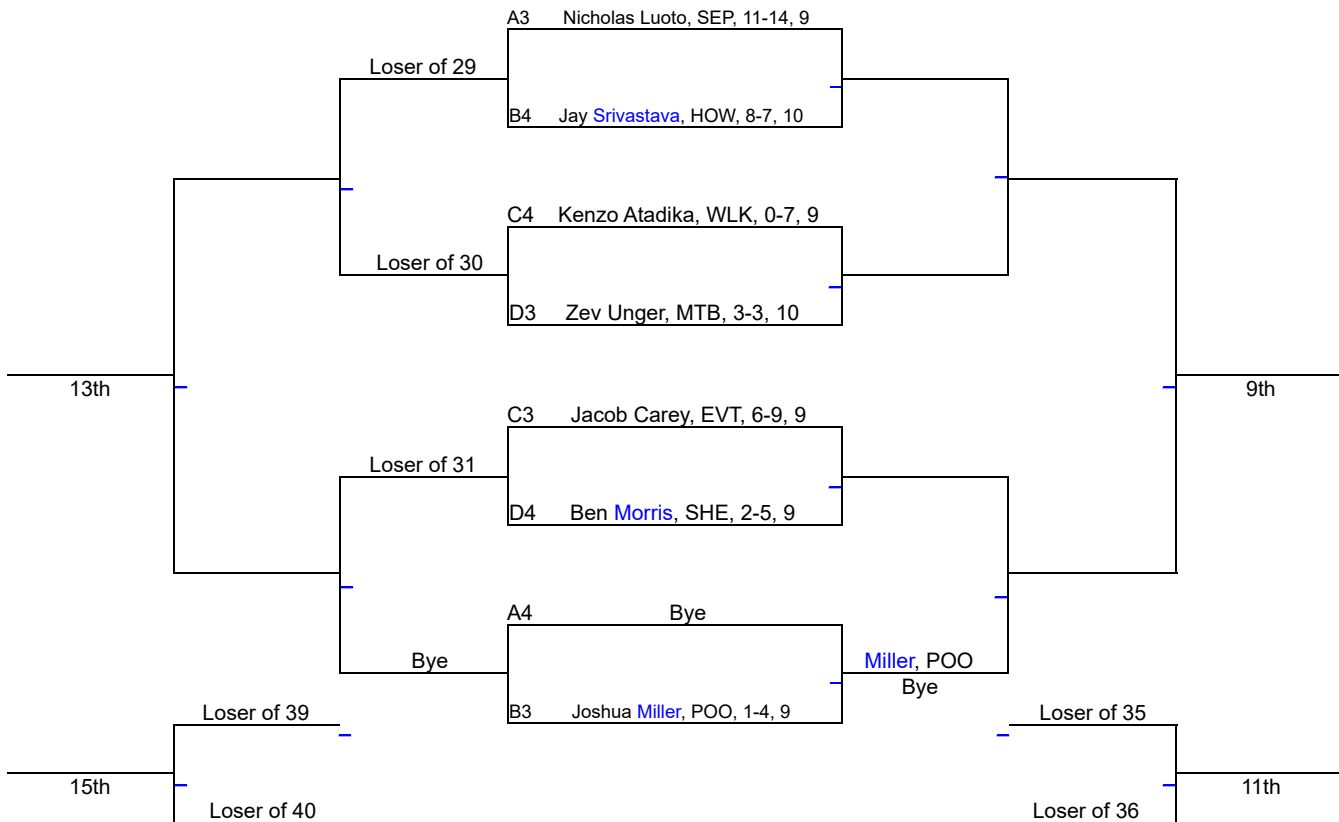 A3 Nicholas Luoto, SEP, 11-14, 9
Loser of 29
B4 Jay Srivastava, HOW, 8-7, 10
C4 Kenzo Atadika, WLK, 0-7, 9
Loser of 30
D3 Zev Unger, MTB, 3-3, 10
13th
9th
C3 Jacob Carey, EVT, 6-9, 9
Loser of 31
D4 Ben Morris, SHE, 2-5, 9
A4 Bye
Bye
Miller, POO
Bye
B3 Joshua Miller, POO, 1-4, 9
Loser of 39
Loser of 35
15th
11th
Loser of 40
Loser of 36